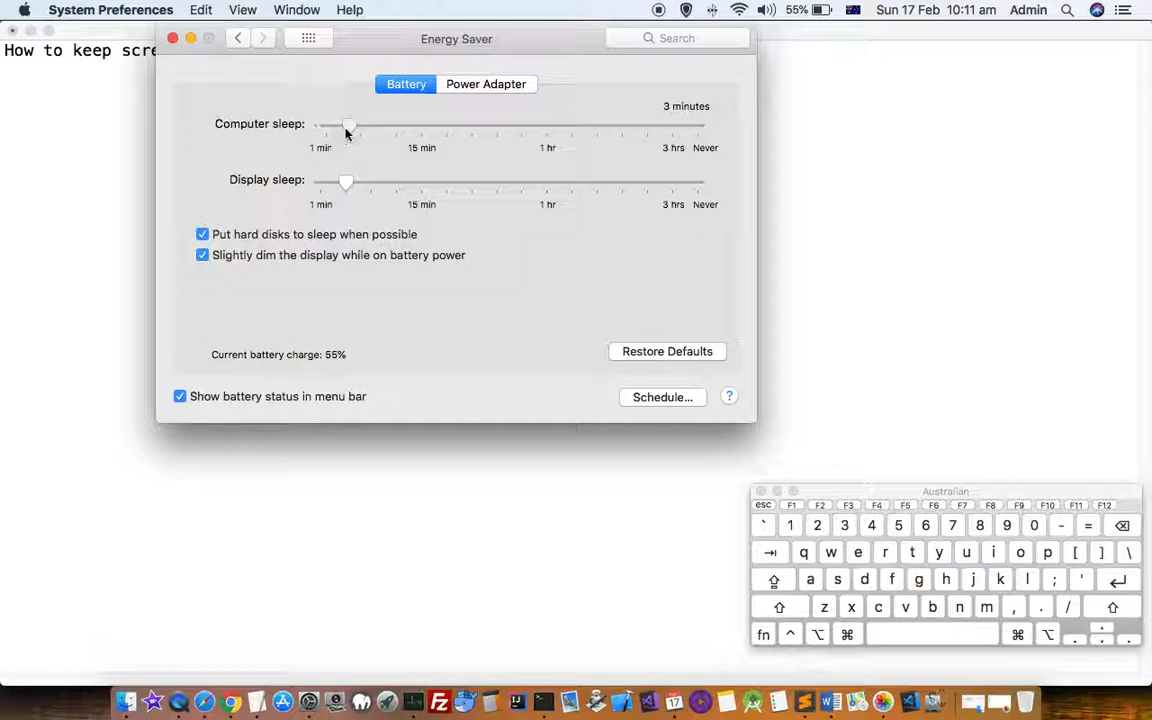 System Preferences Edit View Window Help 55% Sun 17 Feb 10:11 am Admin
How to keep scre
Energy Saver
Search
Battery Power Adapter
3 minutes
Computer sleep:
1 min 15 min 1 hr 3 hrs Never
Display sleep:
1 min 15 min 1 hr 3 hrs Never
Put hard disks to sleep when possible
Slightly dim the display while on battery power
Current battery charge: 55%
Restore Defaults
Show battery status in menu bar
Schedule... ?
Australian
esc F1 F2 F3 F4 F5 F6 F7 F8 F9 F10 F11 F12
` 1 2 3 4 5 6 7 8 9 0 - =
q w e r t y u i o p [ ] \
a s d f g h j k l ; '
z x c v b n m , . /
fn ^ ⌥ ⌘ ⌘ ⌥